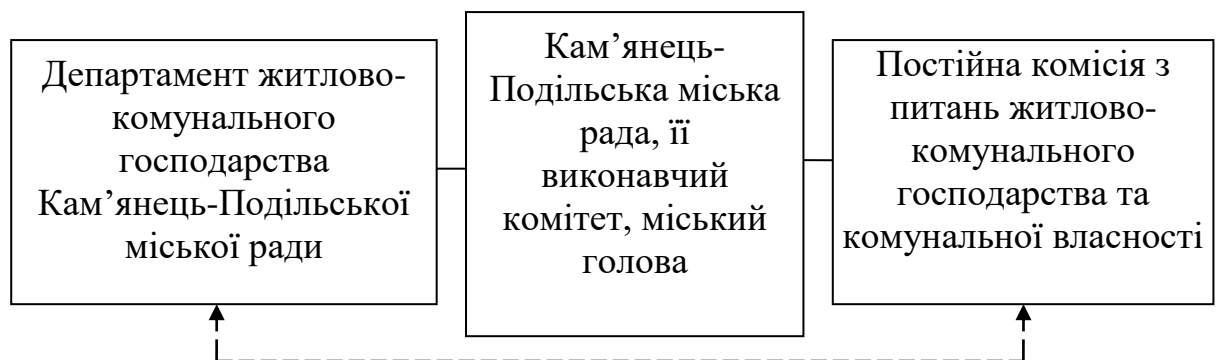 Департамент житлово-
комунального
господарства
Кам’янець-Подільської
міської ради
Кам’янець-
Подільська міська
рада, її
виконавчий
комітет, міський
голова
Постійна комісія з
питань житлово-
комунального
господарства та
комунальної власності